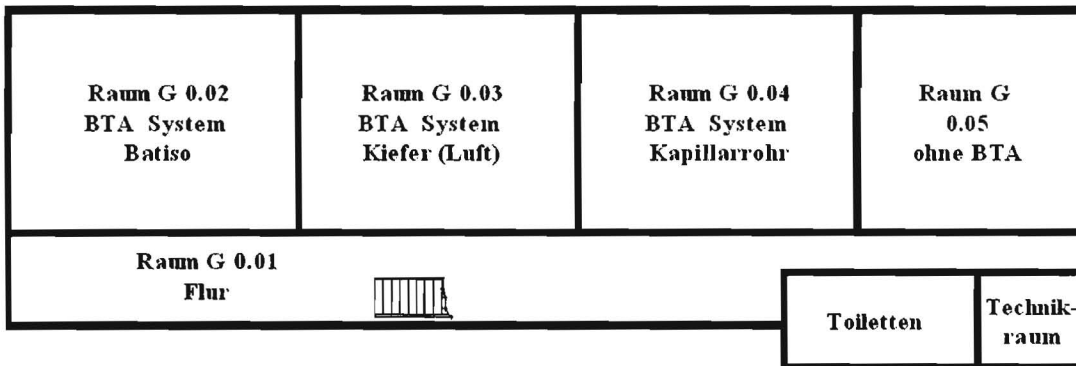 Raum G 0.02
BTA System
Batiso
Raum G 0.03
BTA System
Kiefer (Luft)
Raum G 0.04
BTA System
Kapillarrohr
Raum G
0.05
ohne BTA
Raum G 0.01
Flur
Toiletten
Technik-
raum